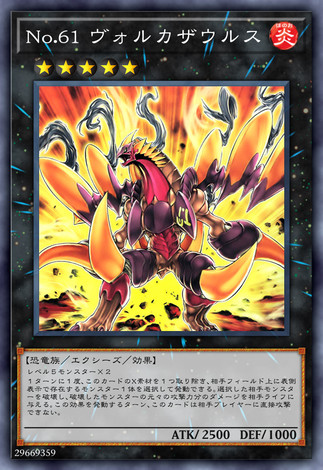 No.61 ヴォルカザウルス
炎
【恐竜族／エクシーズ／効果】
レベル５モンスター×２
１ターンに１度、このカードのX素材を１つ取り除き、相手フィールド上に表側
表示で存在するモンスター１体を選択して発動できる。選択した相手モンスター
を破壊し、破壊したモンスターの元々の攻撃力分のダメージを相手ライフに
与える。この効果を発動するターン、このカードは相手プレイヤーに直接攻撃
できない。
ATK/ 2500 DEF/1000
29669359